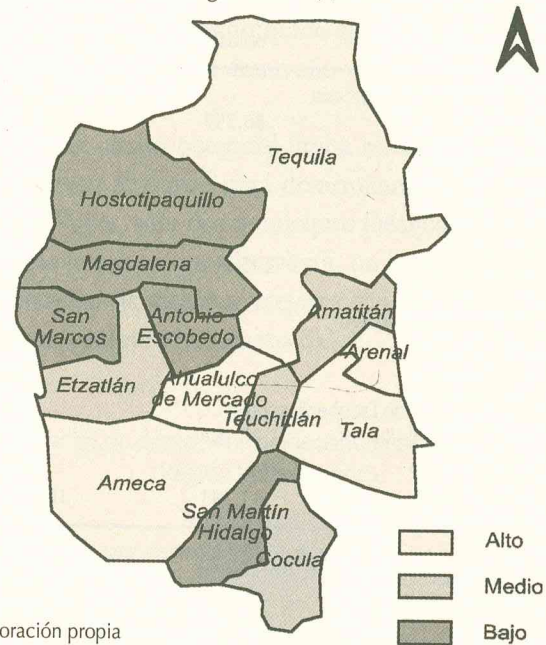 Tequila
Hostotipaquillo
Magdalena
San
Marcos
Antonio
Escobedo
Amatitán
Arenal
Etzatlán
Ahualulco
de Mercado
Teuchitlán
Tala
Ameca
San Martín
Hidalgo
Cocula
Alto
Medio
Bajo
oración propia